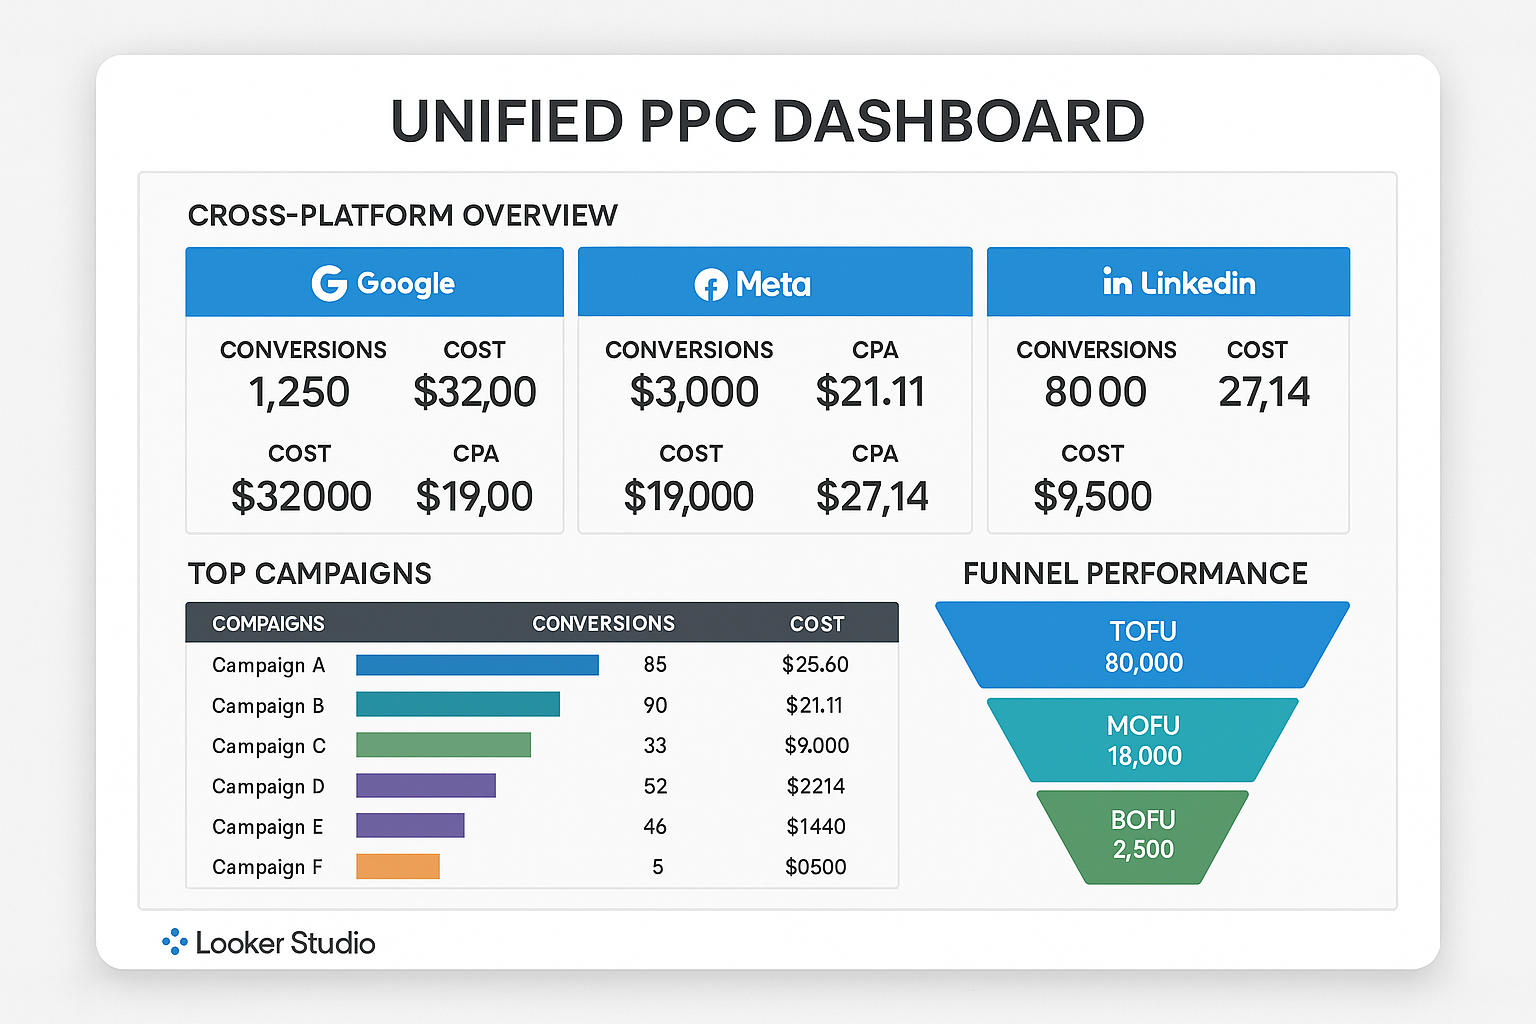 UNIFIED PPC DASHBOARD
CROSS-PLATFORM OVERVIEW
Google
CONVERSIONS COST
1,250 $32,00
COST CPA
$32000 $19,00
Meta
CONVERSIONS CPA
$3,000 $21.11
COST CPA
$19,000 $27,14
in Linkedin
CONVERSIONS COST
8000 27,14
COST
$9,500
TOP CAMPAIGNS
COMPAIGNS CONVERSIONS COST
Campaign A 85 $25.60
Campaign B 90 $21.11
Campaign C 33 $9.000
Campaign D 52 $2214
Campaign E 46 $1440
Campaign F 5 $0500
FUNNEL PERFORMANCE
TOFU
80,000
MOFU
18,000
BOFU
2,500
Looker Studio